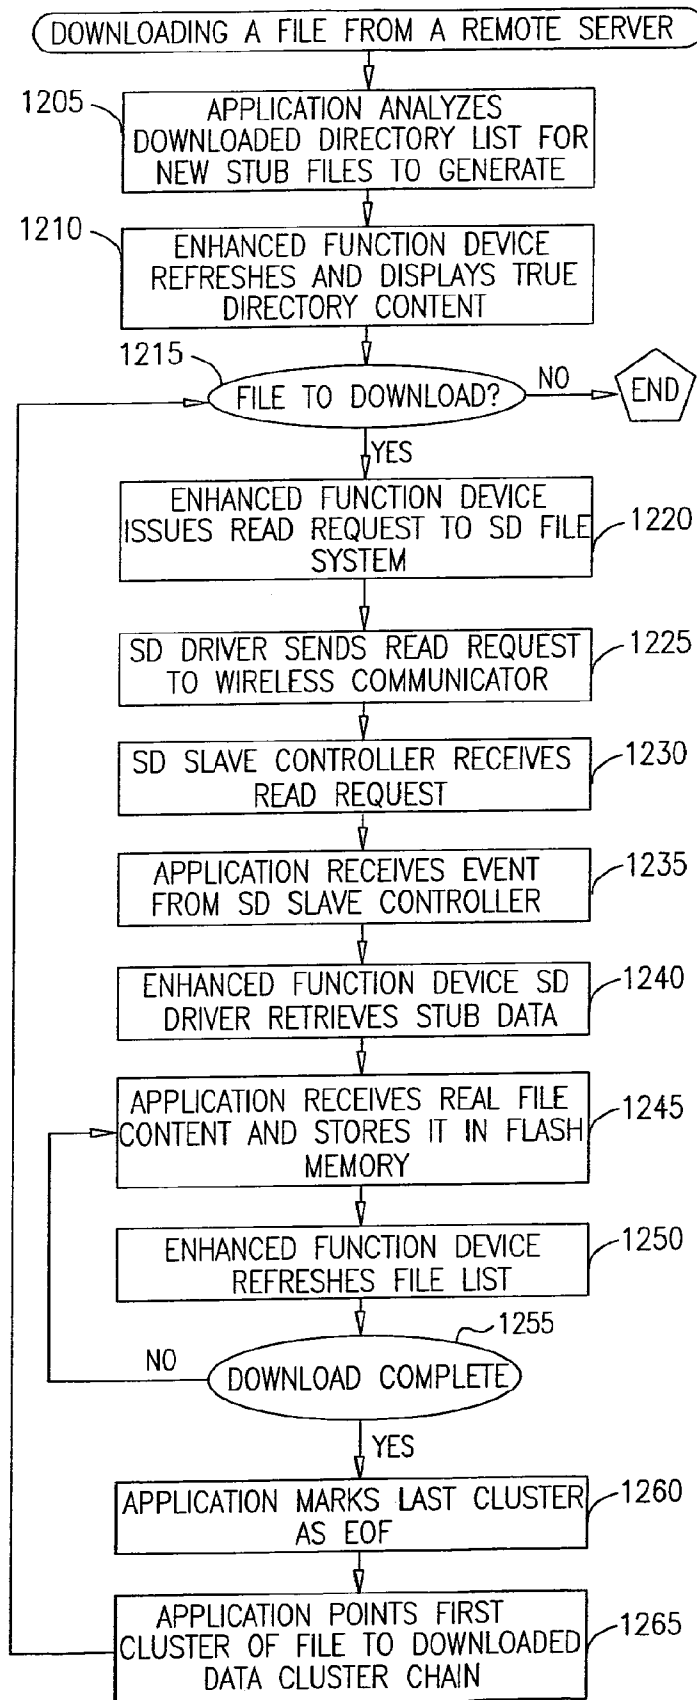 DOWNLOADING A FILE FROM A REMOTE SERVER
1205
APPLICATION ANALYZES
DOWNLOADED DIRECTORY LIST FOR
NEW STUB FILES TO GENERATE
1210
ENHANCED FUNCTION DEVICE
REFRESHES AND DISPLAYS TRUE
DIRECTORY CONTENT
1215
FILE TO DOWNLOAD?
NO
END
YES
ENHANCED FUNCTION DEVICE
ISSUES READ REQUEST TO SD FILE
SYSTEM
1220
SD DRIVER SENDS READ REQUEST
TO WIRELESS COMMUNICATOR
1225
SD SLAVE CONTROLLER RECEIVES
READ REQUEST
1230
APPLICATION RECEIVES EVENT
FROM SD SLAVE CONTROLLER
1235
ENHANCED FUNCTION DEVICE SD
DRIVER RETRIEVES STUB DATA
1240
APPLICATION RECEIVES REAL FILE
CONTENT AND STORES IT IN FLASH
MEMORY
1245
ENHANCED FUNCTION DEVICE
REFRESHES FILE LIST
1250
1255
NO
DOWNLOAD COMPLETE
YES
APPLICATION MARKS LAST CLUSTER
AS EOF
1260
APPLICATION POINTS FIRST
CLUSTER OF FILE TO DOWNLOADED
DATA CLUSTER CHAIN
1265